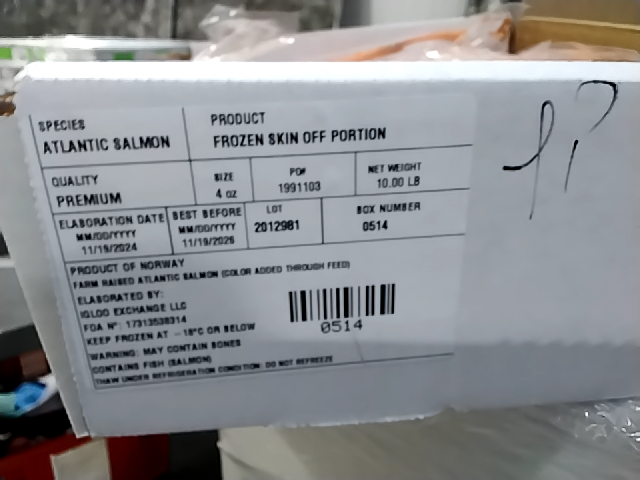 SPECIES
ATLANTIC SALMON
PRODUCT
FROZEN SKIN OFF PORTION
QUALITY
PREMIUM
SIZE
4 oz
PO#
1991103
NET WEIGHT
10.00 LB
ELABORATION DATE
MM/DD/YYYY
11/19/2024
BEST BEFORE
MM/DD/YYYY
11/19/2026
LOT
2012981
BOX NUMBER
0514
PRODUCT OF NORWAY
FARM RAISED ATLANTIC SALMON (COLOR ADDED THROUGH FEED)
ELABORATED BY:
IGLOO EXCHANGE LLC
FDA Nº: 17313538314
KEEP FROZEN AT -18°C OR BELOW
WARNING: MAY CONTAIN BONES
CONTAINS FISH (SALMON)
THAW UNDER REFRIGERATION CONDITION: DO NOT REFREEZE
0514